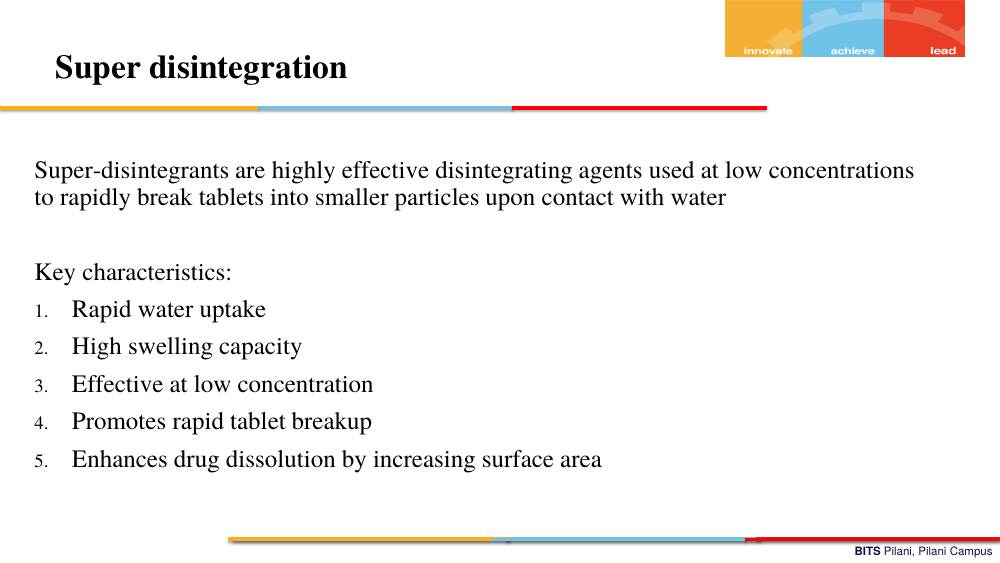 innovate achieve lead
Super disintegration
Super-disintegrants are highly effective disintegrating agents used at low concentrations
to rapidly break tablets into smaller particles upon contact with water
Key characteristics:
1. Rapid water uptake
2. High swelling capacity
3. Effective at low concentration
4. Promotes rapid tablet breakup
5. Enhances drug dissolution by increasing surface area
BITS Pilani, Pilani Campus